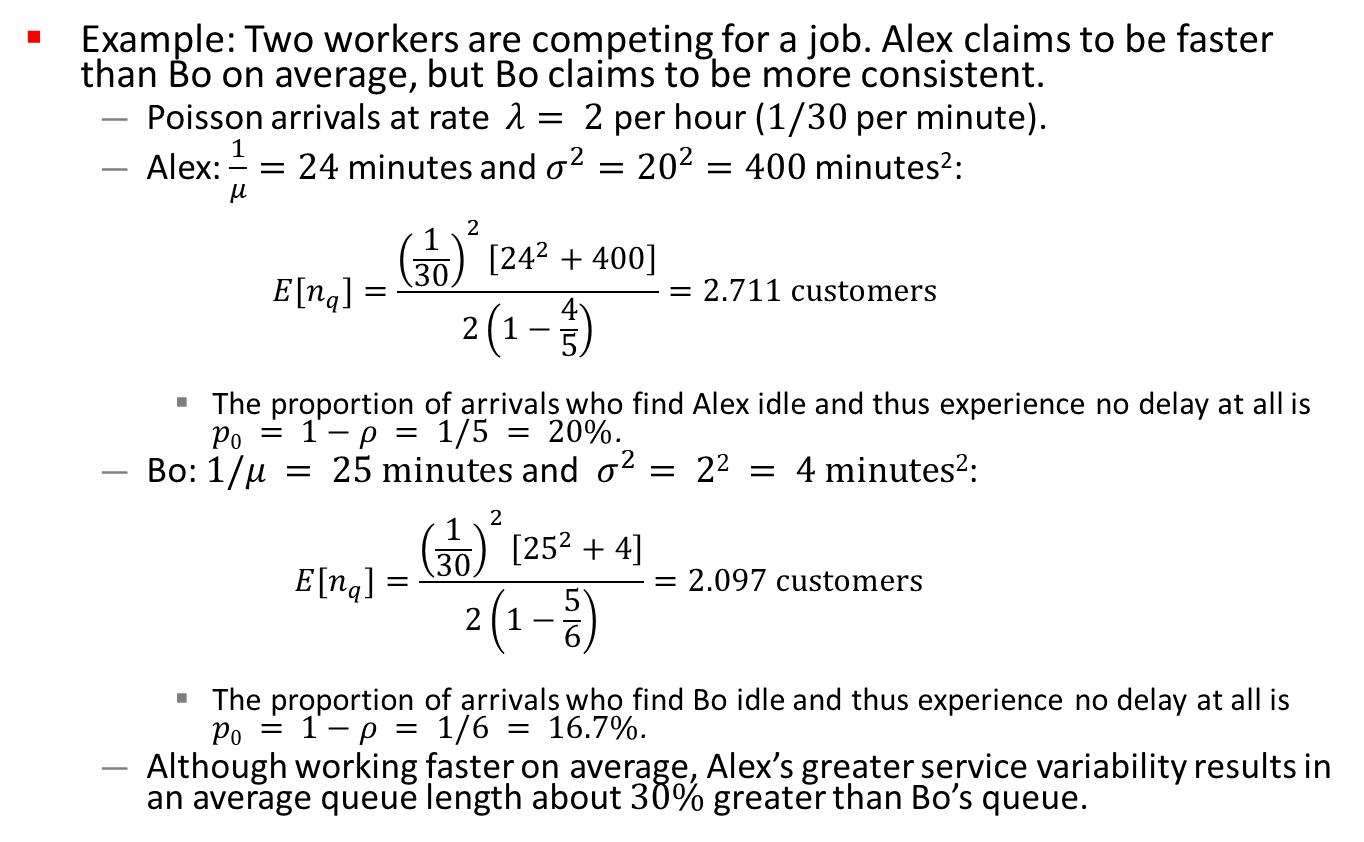 ▪ Example: Two workers are competing for a job. Alex claims to be faster
than Bo on average, but Bo claims to be more consistent.
— Poisson arrivals at rate λ = 2 per hour (1/30 per minute).
— Alex: 1/μ = 24 minutes and σ² = 20² = 400 minutes²:
E[n_q] = (1/30)² [24² + 400] / 2(1 − 4/5) = 2.711 customers
▪ The proportion of arrivals who find Alex idle and thus experience no delay at all is
p₀ = 1 − ρ = 1/5 = 20%.
— Bo: 1/μ = 25 minutes and σ² = 2² = 4 minutes²:
E[n_q] = (1/30)² [25² + 4] / 2(1 − 5/6) = 2.097 customers
▪ The proportion of arrivals who find Bo idle and thus experience no delay at all is
p₀ = 1 − ρ = 1/6 = 16.7%.
— Although working faster on average, Alex’s greater service variability results in
an average queue length about 30% greater than Bo’s queue.